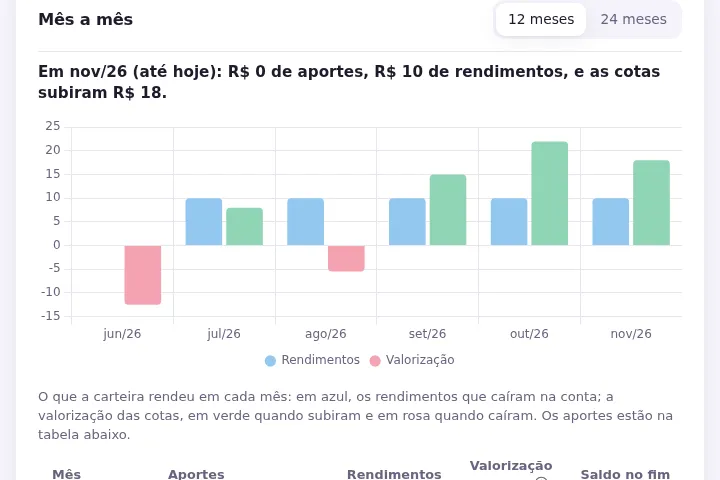 Mês a mês
12 meses
24 meses
Em nov/26 (até hoje): R$ 0 de aportes, R$ 10 de rendimentos, e as cotas
subiram R$ 18.
25
20
15
10
5
0
-5
-10
-15
jun/26
jul/26
ago/26
set/26
out/26
nov/26
Rendimentos
Valorização
O que a carteira rendeu em cada mês: em azul, os rendimentos que caíram na conta; a
valorização das cotas, em verde quando subiram e em rosa quando caíram. Os aportes estão na
tabela abaixo.
Mês
Aportes
Rendimentos
Valorização
Saldo no fim